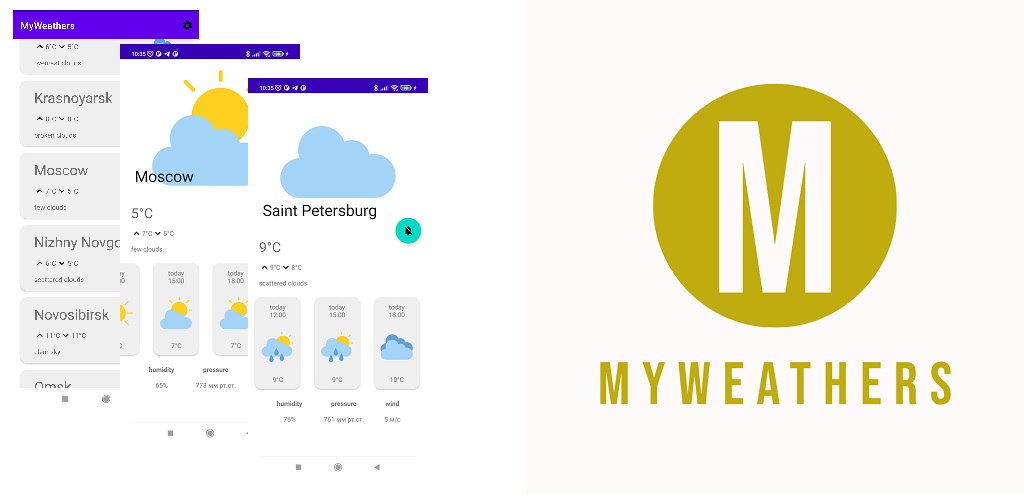 MyWeathers
6°C 5°C
overcast clouds
Krasnoyarsk
8°C 8°C
broken clouds
Moscow
7°C 5°C
few clouds
Nizhny Novgo
6°C 5°C
scattered clouds
Novosibirsk
11°C 11°C
clear sky
Omsk
10:35
Moscow
5°C
7°C 5°C
few clouds
today
15:00
7°C
today
18:00
7°C
humidity pressure
65% 773 мм рт.ст.
10:35
Saint Petersburg
9°C
9°C 8°C
scattered clouds
today
12:00
9°C
today
15:00
9°C
today
18:00
10°C
humidity pressure wind
76% 761 мм рт.ст. 5 м/с
M
MYWEATHERS